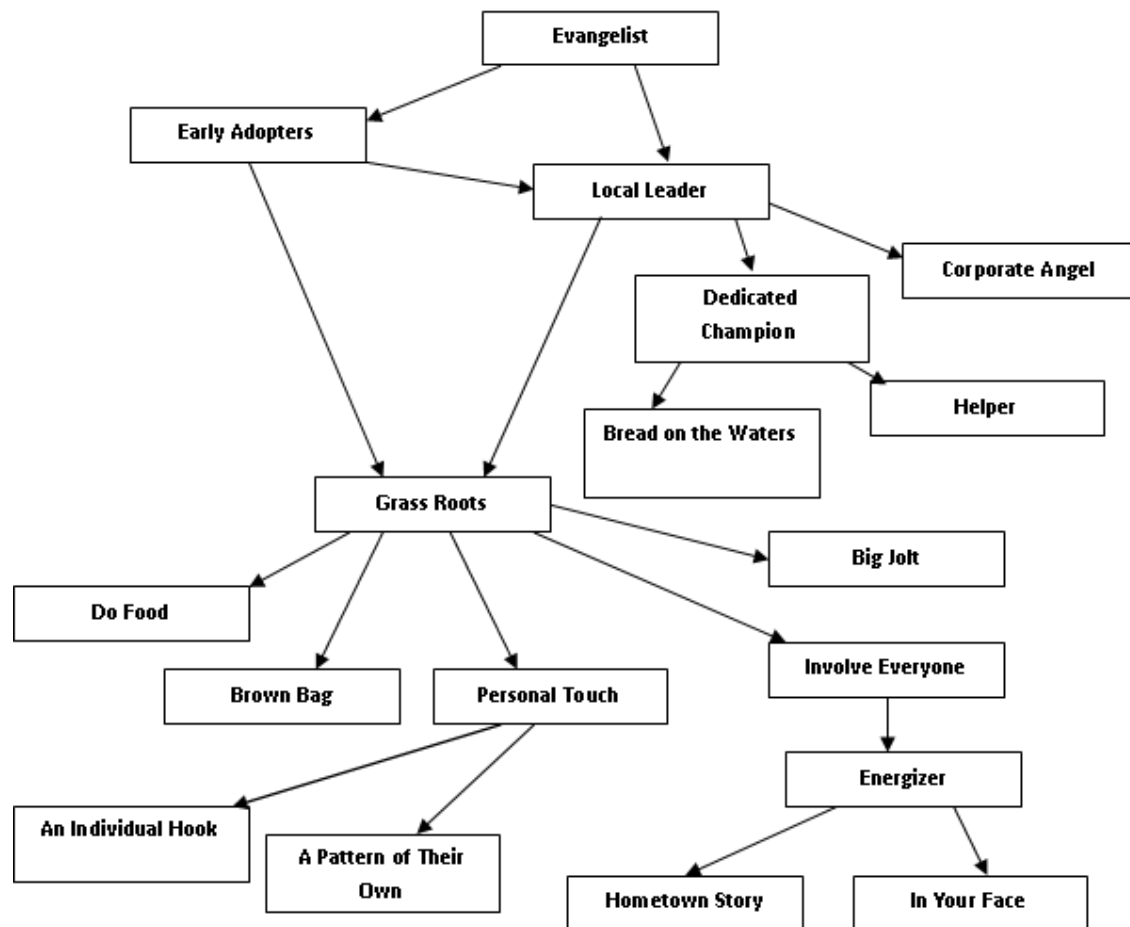 Evangelist
Early Adopters
Local Leader
Corporate Angel
Dedicated
Champion
Helper
Bread on the Waters
Grass Roots
Big Jolt
Do Food
Involve Everyone
Brown Bag
Personal Touch
Energizer
An Individual Hook
A Pattern of Their
Own
Hometown Story
In Your Face